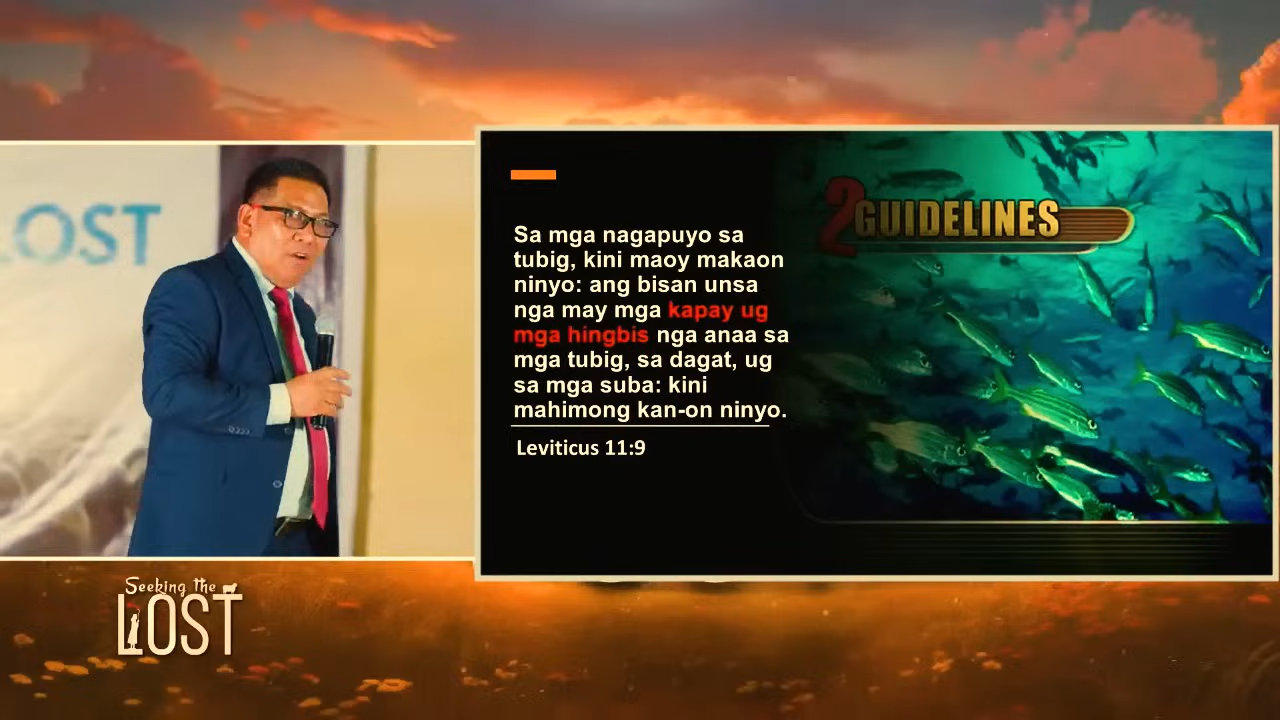 LOST
2 GUIDELINES
Sa mga nagapuyo sa
tubig, kini maoy makaon
ninyo: ang bisan unsa
nga may mga kapay ug
mga hingbis nga anaa sa
mga tubig, sa dagat, ug
sa mga suba: kini
mahimong kan-on ninyo.
Leviticus 11:9
Seeking the
LOST